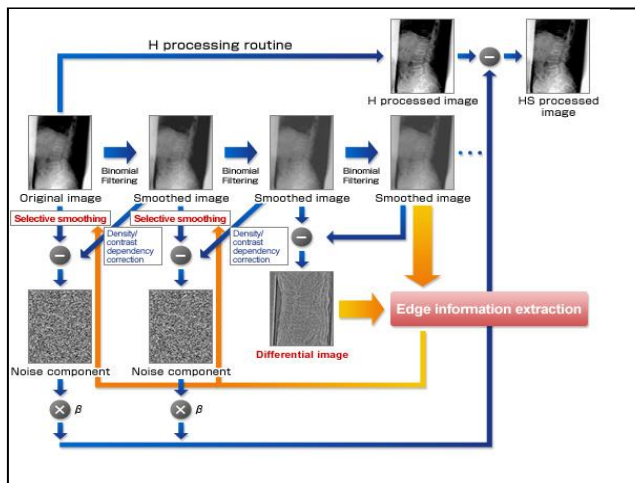 H processing routine
H processed image
HS processed
image
Binomial
Filtering
Binomial
Filtering
Binomial
Filtering
Original image
Smoothed image
Smoothed image
Smoothed image
Selective smoothing
Selective smoothing
Density/
contrast
dependency
correction
Density/
contrast
dependency
correction
Edge information extraction
Differential image
Noise component
Noise component
β
β